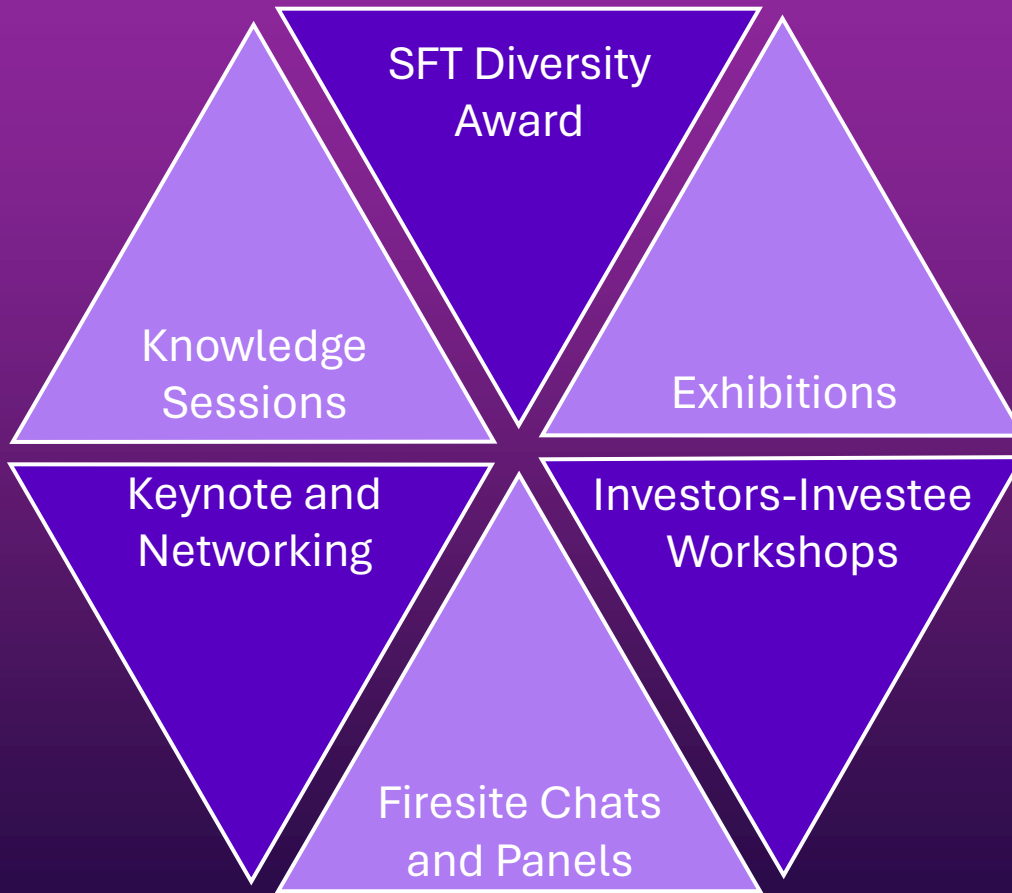 SFT Diversity
Award
Knowledge
Sessions
Exhibitions
Keynote and
Networking
Investors-Investee
Workshops
Firesite Chats
and Panels